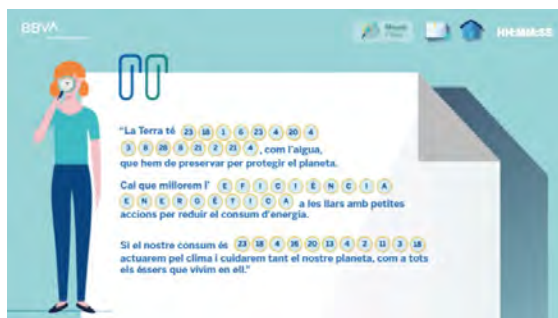 BBVA
HH:MM:SS
"La Terra té 23 18 1 6 23 4 20 4
3 8 28 8 21 2 21 4, com l'aigua,
que hem de preservar per protegir el planeta.
Cal que millorem l' E F I C I È N C I A
E N E R G È T I C A a les llars amb petites
accions per reduir el consum d'energia.
Si el nostre consum és 23 18 4 16 20 13 4 2 11 3 18
actuarem pel clima i cuidarem tant el nostre planeta, com a tots
els éssers que vivim en ell."